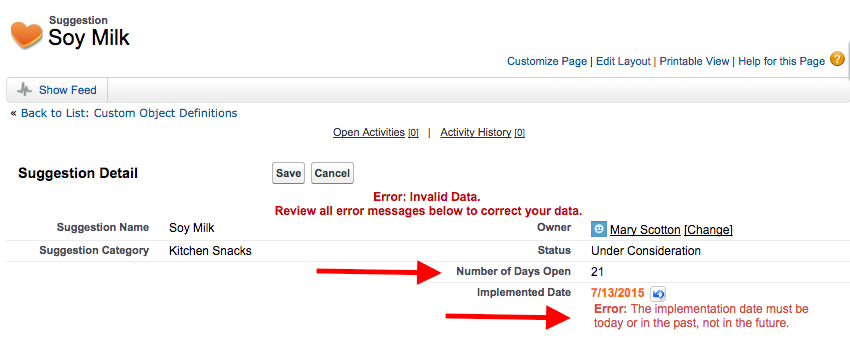 Suggestion
Soy Milk
Customize Page | Edit Layout | Printable View | Help for this Page ?
Show Feed
« Back to List: Custom Object Definitions
Open Activities [0] | Activity History [0]
Suggestion Detail Save Cancel
Error: Invalid Data.
Review all error messages below to correct your data.
Suggestion Name Soy Milk Owner Mary Scotton [Change]
Suggestion Category Kitchen Snacks Status Under Consideration
Number of Days Open 21
Implemented Date 7/13/2015
Error: The implementation date must be
today or in the past, not in the future.